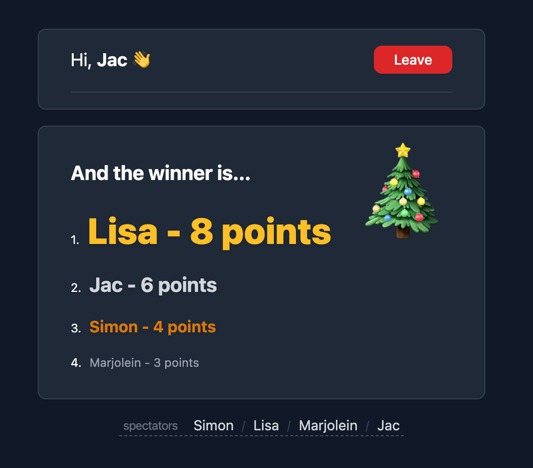 Hi, Jac 👋
Leave
And the winner is...
1. Lisa - 8 points
2. Jac - 6 points
3. Simon - 4 points
4. Marjolein - 3 points
spectators Simon / Lisa / Marjolein / Jac